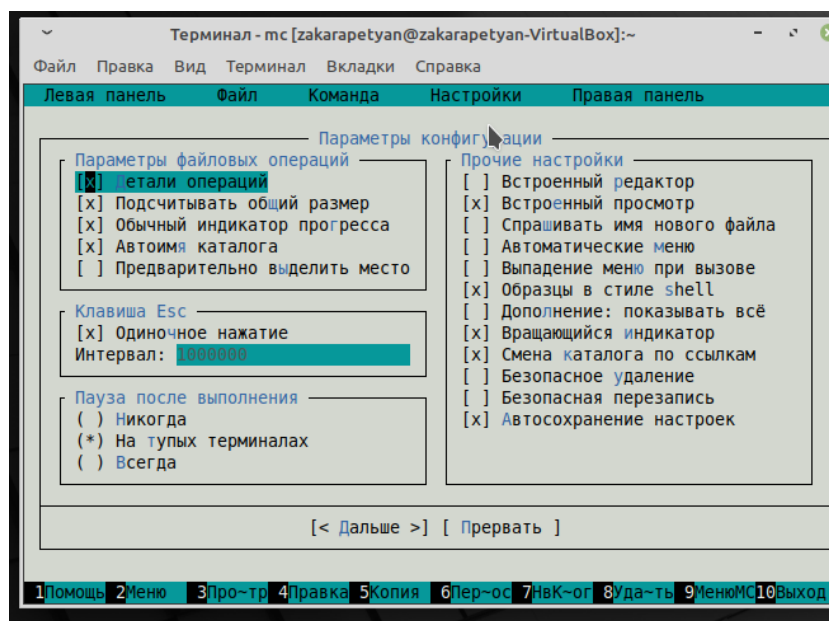 Терминал - mc [zakarapetyan@zakarapetyan-VirtualBox]:~
Файл Правка Вид Терминал Вкладки Справка
Левая панель Файл Команда Настройки Правая панель
Параметры конфигурации
Параметры файловых операций
[x] Детали операций
[x] Подсчитывать общий размер
[x] Обычный индикатор прогресса
[x] Автоимя каталога
[ ] Предварительно выделить место
Клавиша Esc
[x] Одиночное нажатие
Интервал: 1000000
Пауза после выполнения
( ) Никогда
(*) На тупых терминалах
( ) Всегда
Прочие настройки
[ ] Встроенный редактор
[x] Встроенный просмотр
[ ] Спрашивать имя нового файла
[ ] Автоматические меню
[ ] Выпадение меню при вызове
[x] Образцы в стиле shell
[ ] Дополнение: показывать всё
[x] Вращающийся индикатор
[x] Смена каталога по ссылкам
[ ] Безопасное удаление
[ ] Безопасная перезапись
[x] Автосохранение настроек
[< Дальше >] [ Прервать ]
1Помощь 2Меню 3Про~тр 4Правка 5Копия 6Пер~ос 7НвК~ог 8Уда~ть 9МенюMC 10Выход